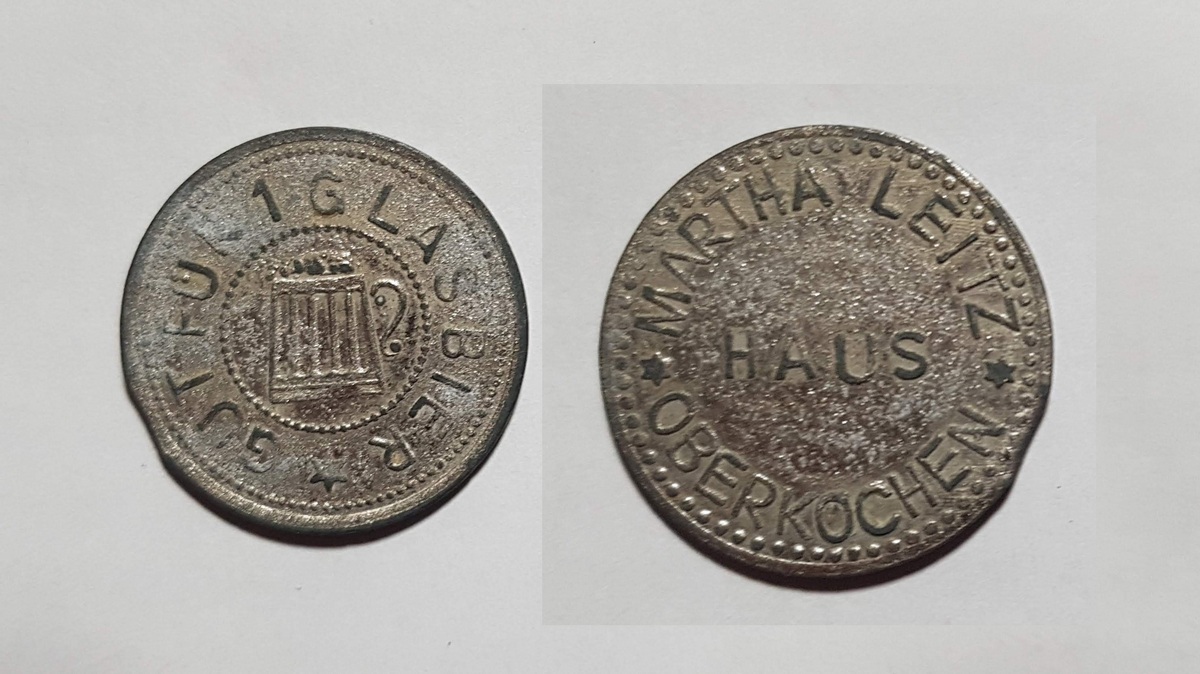 GUT FÜR 1 GLAS BIER
MARTHA LEITZ
HAUS
OBERKOCHEN